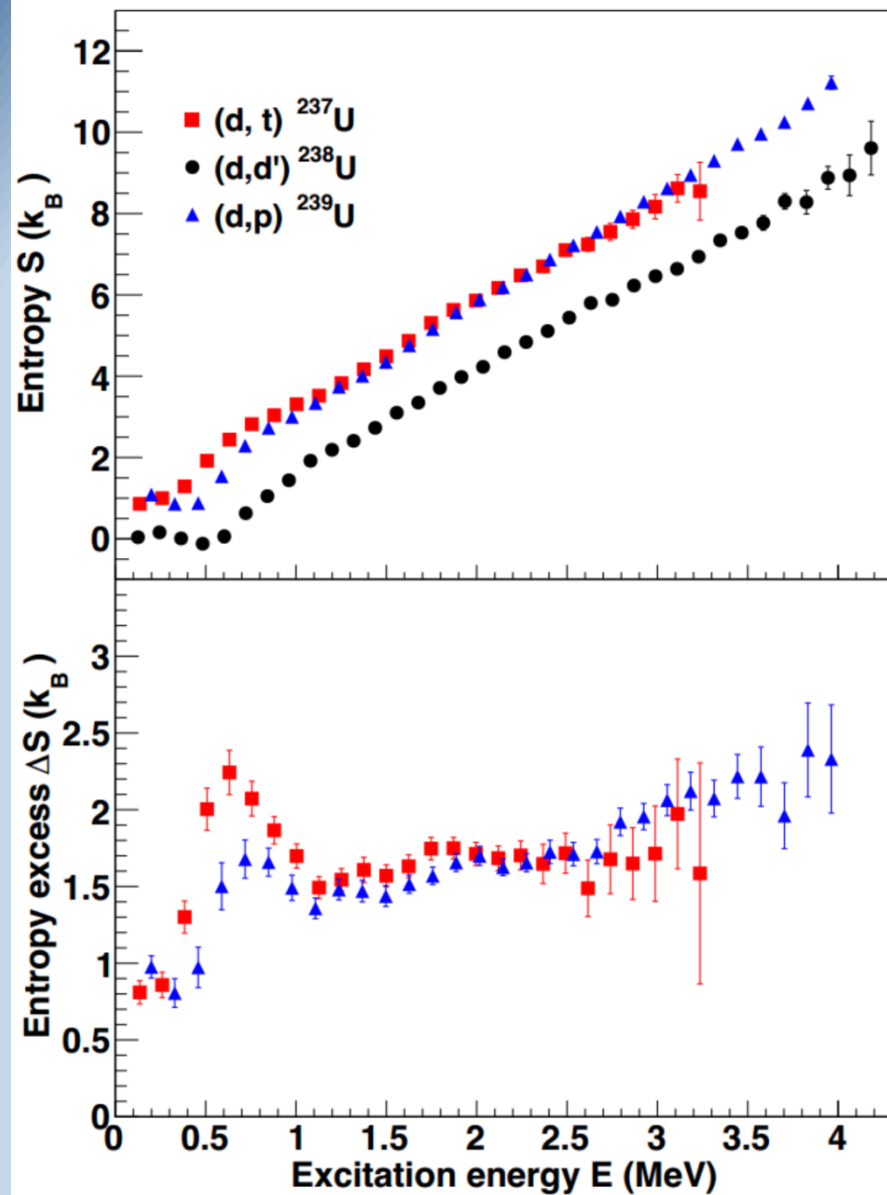 Entropy S (k_B)
12
10
8
6
4
2
0
(d, t) ²³⁷U
(d,d') ²³⁸U
(d,p) ²³⁹U
Entropy excess ΔS (k_B)
3
2.5
2
1.5
1
0.5
0
0 0.5 1 1.5 2 2.5 3 3.5 4
Excitation energy E (MeV)